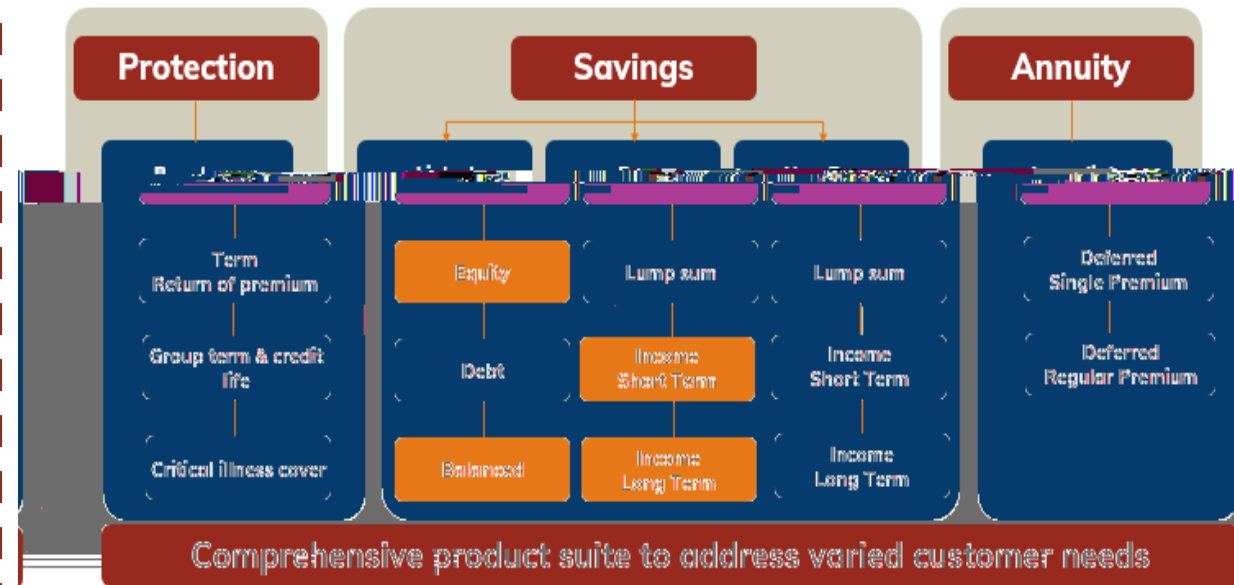 Protection
Savings
Annuity
Term
Return of premium
Group term & credit
life
Critical illness cover
Equity
Debt
Balanced
Lump sum
Income
Short Term
Income
Long Term
Lump sum
Income
Short Term
Income
Long Term
Deferred
Single Premium
Deferred
Regular Premium
Comprehensive product suite to address varied customer needs